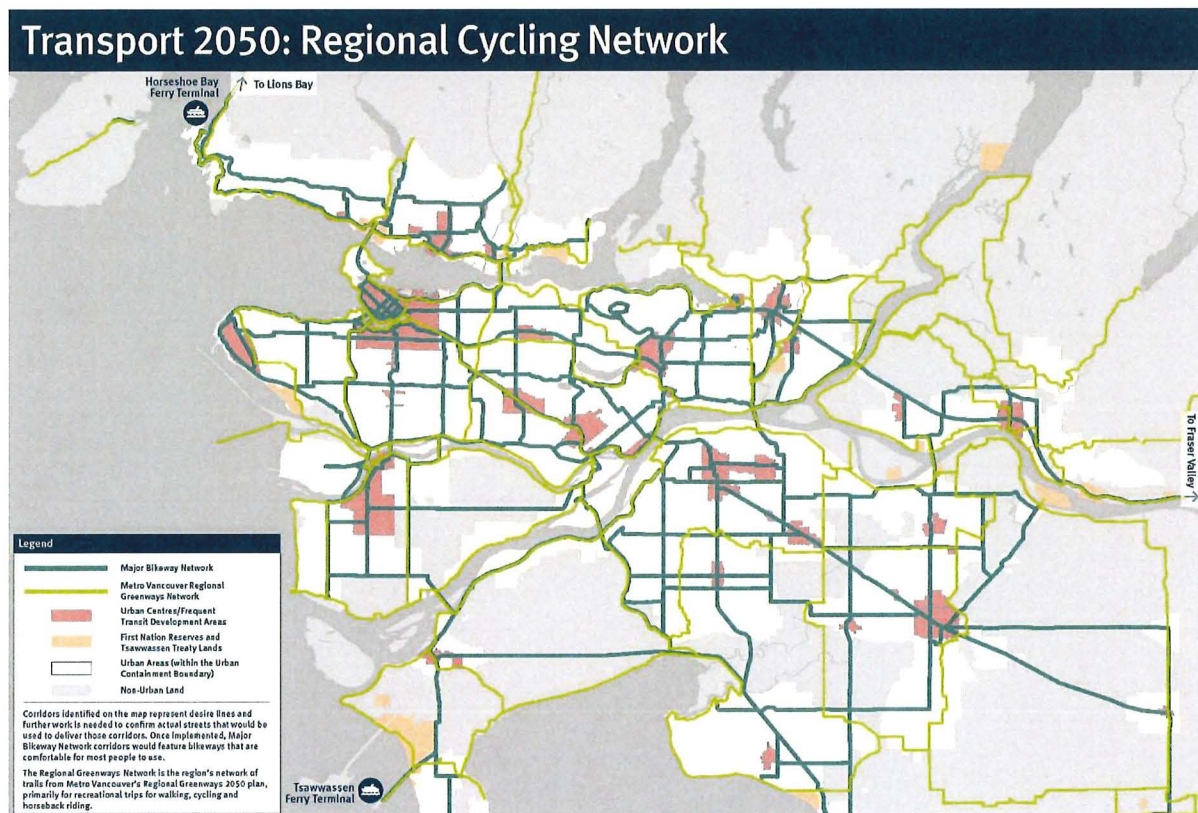 Transport 2050: Regional Cycling Network
Horseshoe Bay
Ferry Terminal
To Lions Bay
To Fraser Valley
Legend
Major Bikeway Network
Metro Vancouver Regional
Greenways Network
Urban Centres/Frequent
Transit Development Areas
First Nation Reserves and
Tsawwassen Treaty Lands
Urban Areas (within the Urban
Containment Boundary)
Non-Urban Land
Corridors identified on the map represent desire lines and
further work is needed to confirm actual streets that would be
used to deliver those corridors. Once implemented, Major
Bikeway Network corridors would feature bikeways that are
comfortable for most people to use.
The Regional Greenways Network is the region's network of
trails from Metro Vancouver's Regional Greenways 2050 plan,
primarily for recreational trips for walking, cycling and
horseback riding.
Tsawwassen
Ferry Terminal